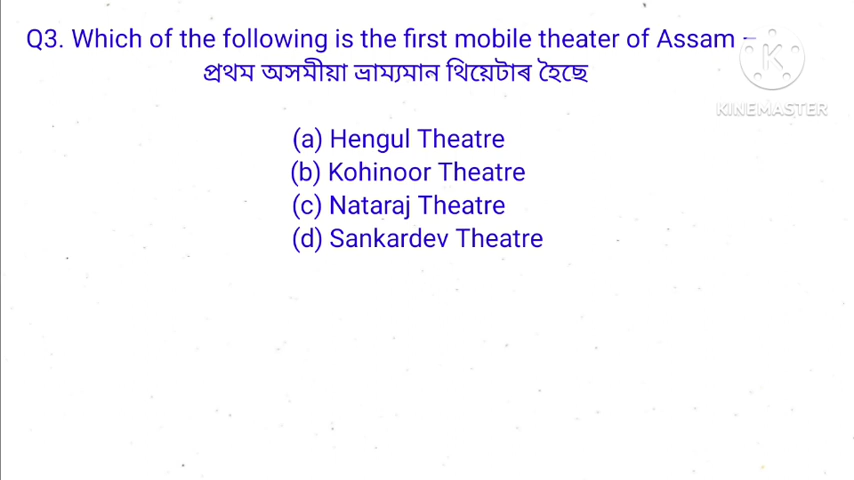 Q3. Which of the following is the first mobile theater of Assam –
প্ৰথম অসমীয়া ভ্ৰাম্যমান থিয়েটাৰ হৈছে
KINEMASTER
(a) Hengul Theatre
(b) Kohinoor Theatre
(c) Nataraj Theatre
(d) Sankardev Theatre